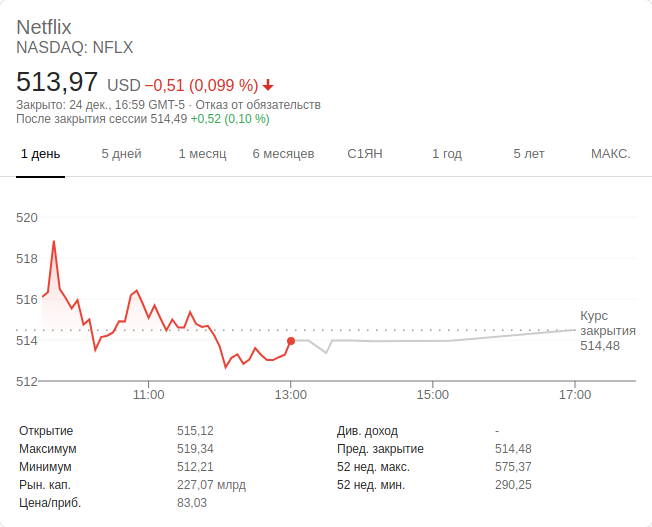 Netflix
NASDAQ: NFLX
513,97 USD −0,51 (0,099 %)
Закрыто: 24 дек., 16:59 GMT-5 · Отказ от обязательств
После закрытия сессии 514,49 +0,52 (0,10 %)
1 день 5 дней 1 месяц 6 месяцев С1ЯН 1 год 5 лет МАКС.
520
518
516
Курс
закрытия
514,48
514
512
11:00 13:00 15:00 17:00
Открытие 515,12 Див. доход -
Максимум 519,34 Пред. закрытие 514,48
Минимум 512,21 52 нед. макс. 575,37
Рын. кап. 227,07 млрд 52 нед. мин. 290,25
Цена/приб. 83,03